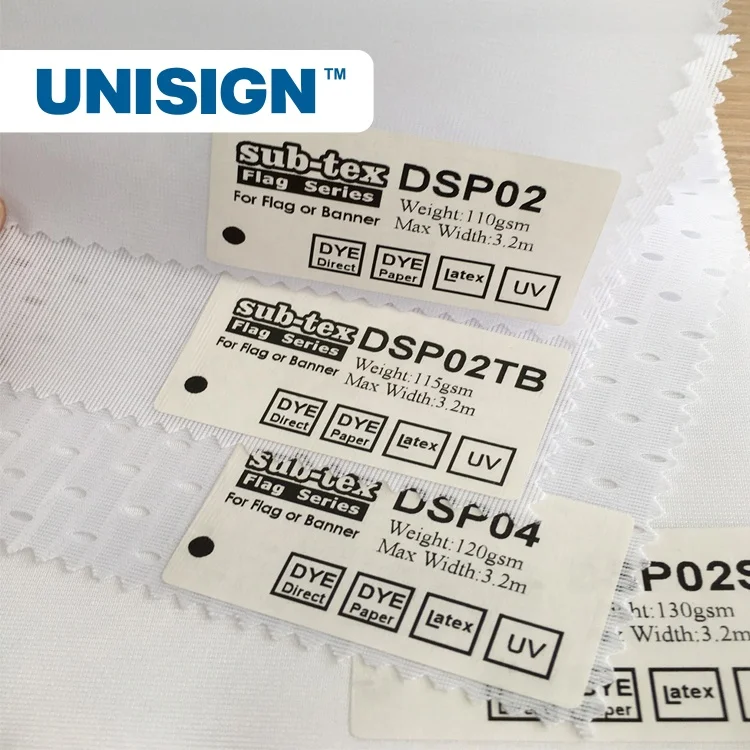 UNISIGN™
sub-tex
Flag Series
For Flag or Banner
DSP02
Weight:110gsm
Max Width:3.2m
DYE Direct
DYE Paper
Latex
UV
sub-tex
Flag Series
For Flag or Banner
DSP02TB
Weight:115gsm
Max Width:3.2m
DYE Direct
DYE Paper
Latex
UV
sub-tex
Flag Series
For Flag or Banner
DSP04
Weight:120gsm
Max Width:3.2m
DYE Direct
DYE Paper
Latex
UV
:130gsm
Width:3.2m
Latex